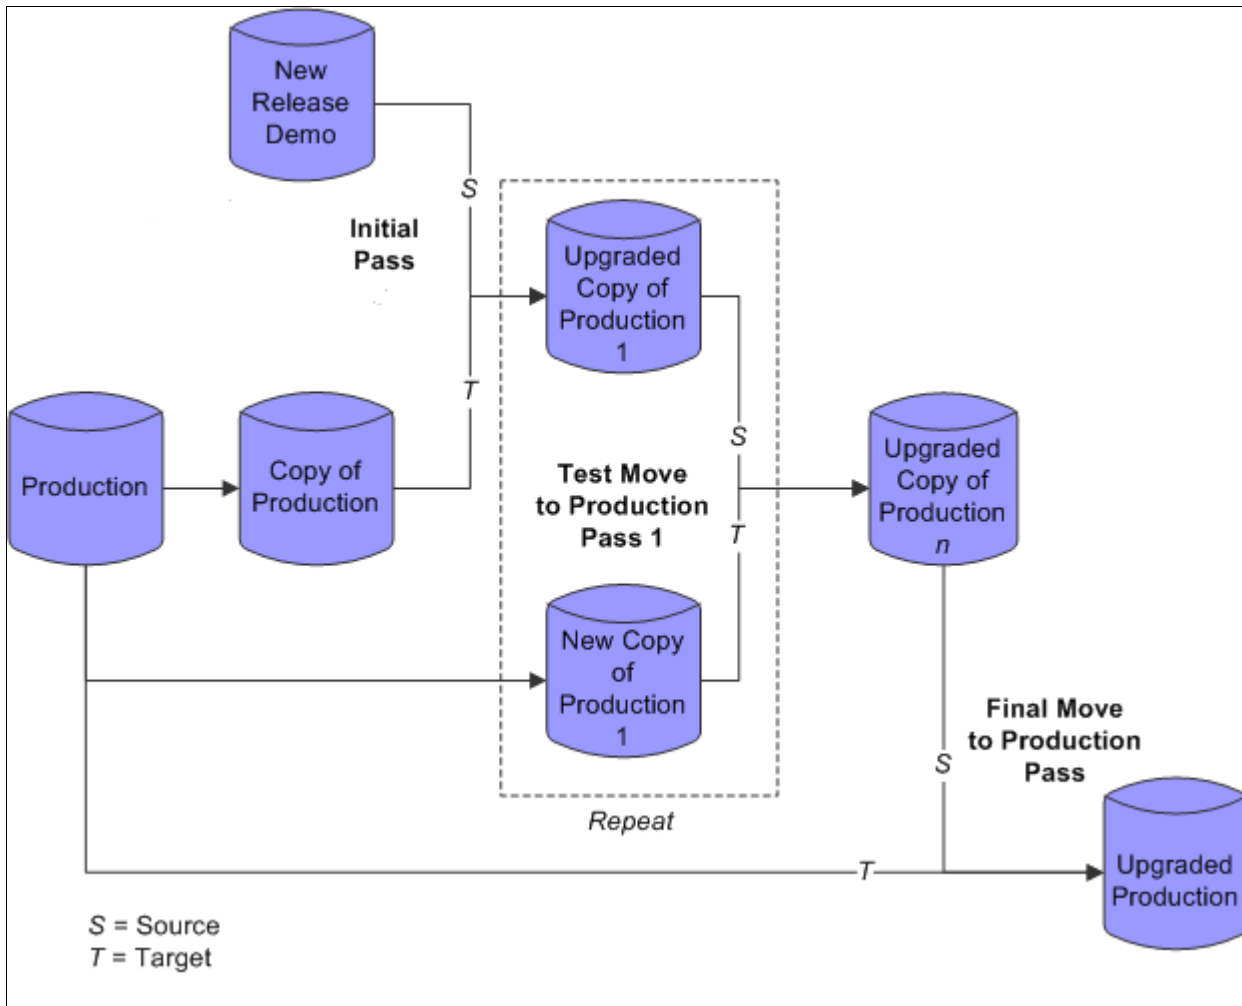 New
Release
Demo
S
Initial
Pass
Upgraded
Copy of
Production
1
T
Production
Copy of
Production
S
Test Move
to Production
Pass 1
T
Upgraded
Copy of
Production
n
New Copy
of
Production
1
Final Move
to Production
Pass
S
Repeat
T
Upgraded
Production
S = Source
T = Target